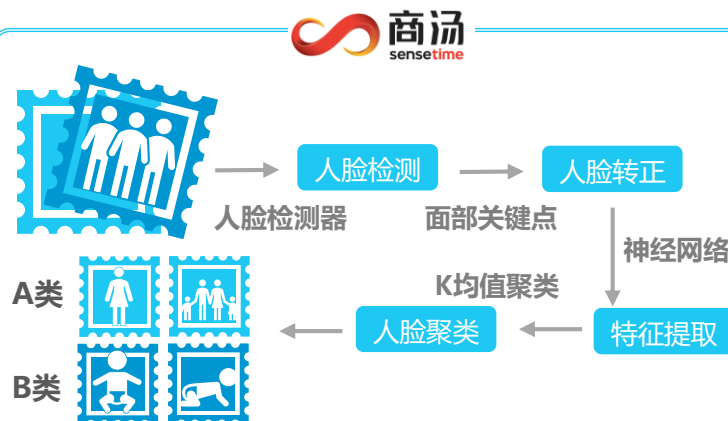 商汤
sensetime
人脸检测
人脸转正
人脸检测器
面部关键点
神经网络
K均值聚类
A类
人脸聚类
特征提取
B类